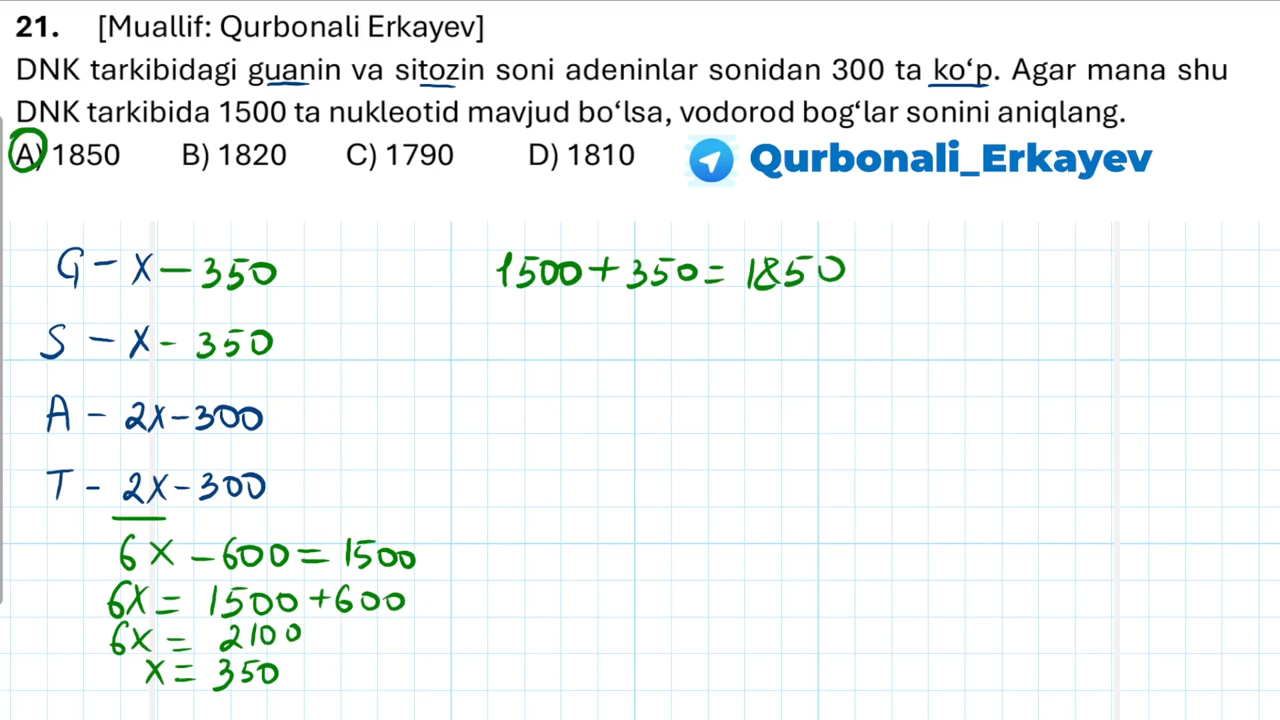 21. [Muallif: Qurbonali Erkayev]
DNK tarkibidagi guanin va sitozin soni adeninlar sonidan 300 ta ko‘p. Agar mana shu
DNK tarkibida 1500 ta nukleotid mavjud bo‘lsa, vodorod bog‘lar sonini aniqlang.
A) 1850 B) 1820 C) 1790 D) 1810 Qurbonali_Erkayev
G – x – 350 1500 + 350 = 1850
S – x – 350
A – 2x – 300
T – 2x – 300
6x – 600 = 1500
6x = 1500 + 600
6x = 2100
x = 350